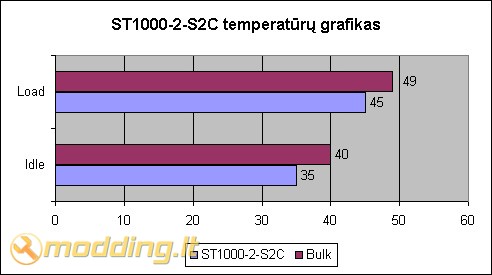 ST1000-2-S2C temperatūrų grafikas
Load
49
45
Idle
40
35
0 10 20 30 40 50 60
modding.lt
ST1000-2-S2C Bulk